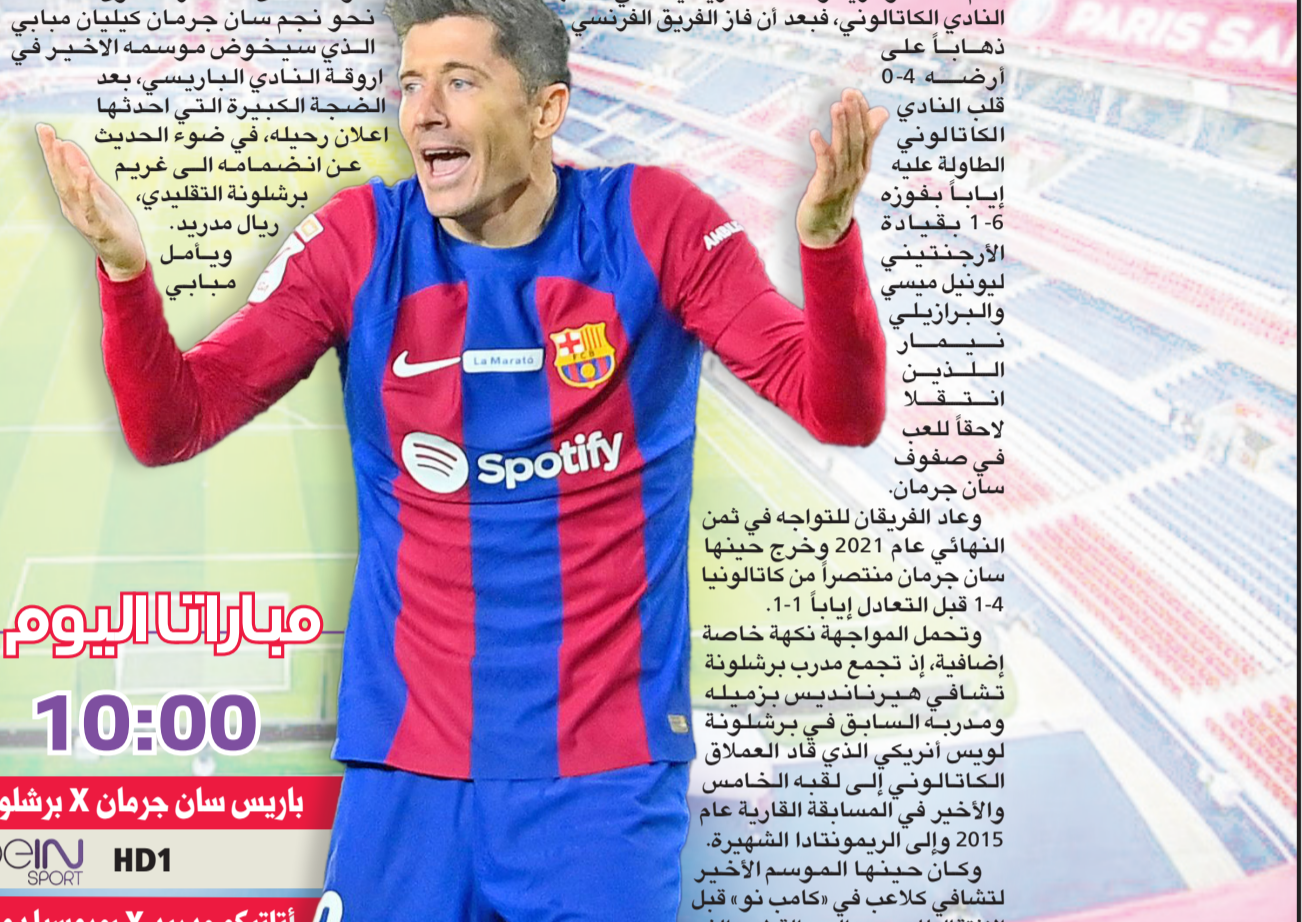 النادي الكاتالوني، فبعد أن فاز الفريق الفرنسي
ذهاباً على
أرضه 4-0
قلب النادي
الكاتالوني
الطاولة عليه
إياباً بفوزه
6-1 بقيادة
الأرجنتيني
ليونيل ميسي
والبرازيلي
نيمار
اللذين
انتقلا
لاحقاً للعب
في صفوف
سان جرمان.
وعاد الفريقان للتواجه في ثمن
النهائي عام 2021 وخرج حينها
سان جرمان منتصراً من كاتالونيا
4-1 قبل التعادل إياباً 1-1.
وتحمل المواجهة نكهة خاصة
إضافية، إذ تجمع مدرب برشلونة
تشافي هيرنانديس بزميله
ومدربه السابق في برشلونة
لويس أنريكي الذي قاد العملاق
الكاتالوني إلى لقبه الخامس
والأخير في المسابقة القارية عام
2015 وإلى الريمونتادا الشهيرة.
وكان حينها الموسم الأخير
لتشافي كلاعب في «كامب نو» قبل
نحو نجم سان جرمان كيليان مبابي
الذي سيخوض موسمه الاخير في
اروقة النادي الباريسي، بعد
الضجة الكبيرة التي احدثها
اعلان رحيله، في ضوء الحديث
عن انضمامه الى غريم
برشلونة التقليدي،
ريال مدريد.
ويأمل
مبابي
PARIS SA
La Marató
FCB
Spotify
مباراتا اليوم
10:00
باريس سان جرمان X برشلو
beIN SPORT HD1